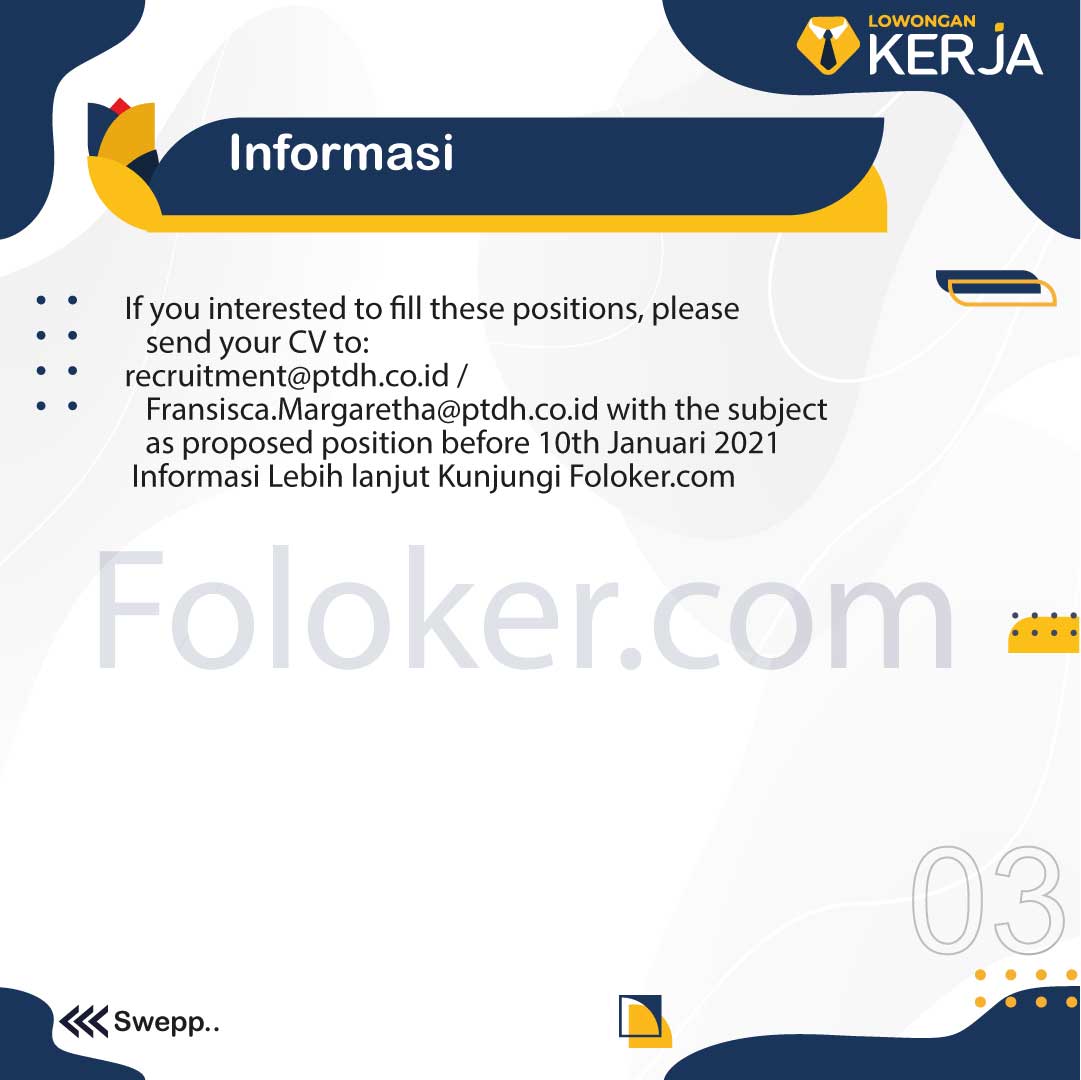 LOWONGAN
KERJA
Informasi
If you interested to fill these positions, please
send your CV to:
recruitment@ptdh.co.id /
Fransisca.Margaretha@ptdh.co.id with the subject
as proposed position before 10th Januari 2021
Informasi Lebih lanjut Kunjungi Foloker.com
Foloker.com
03
Swepp..